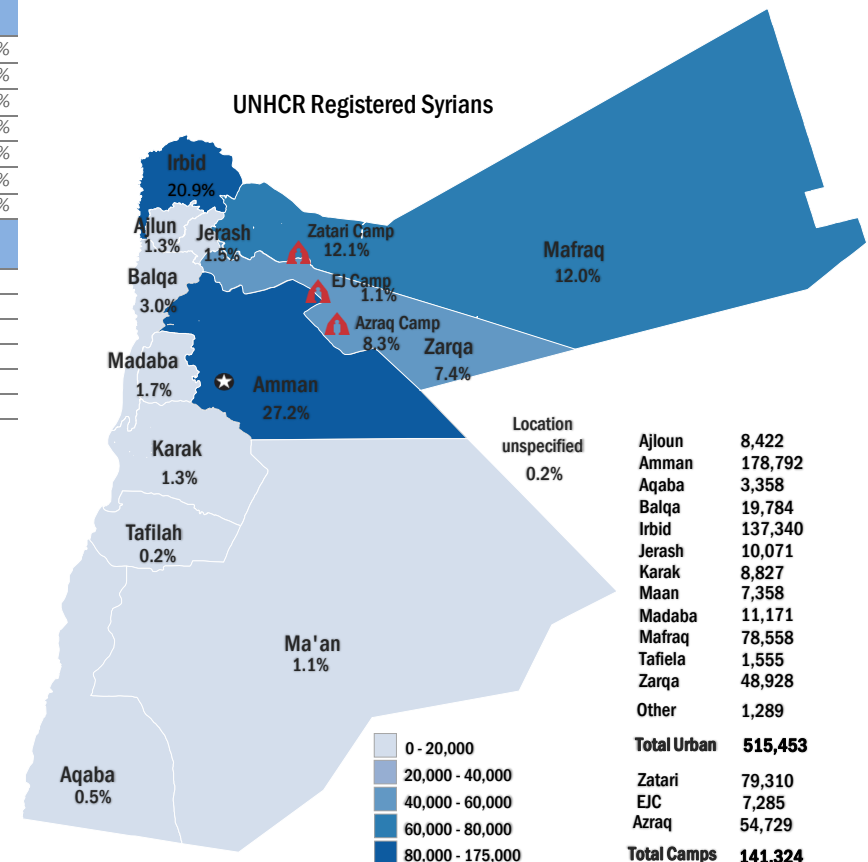 %
%
%
%
%
%
%
UNHCR Registered Syrians
Irbid
20.9%
Ajlun
1.3%
Jerash
1.5%
Zatari Camp
12.1%
Mafraq
12.0%
Balqa
3.0%
EJ Camp
1.1%
Azraq Camp
8.3%
Zarqa
7.4%
Madaba
1.7%
Amman
27.2%
Karak
1.3%
Location
unspecified
0.2%
Tafilah
0.2%
Ma'an
1.1%
Aqaba
0.5%
0 - 20,000
20,000 - 40,000
40,000 - 60,000
60,000 - 80,000
80,000 - 175,000
Ajloun 8,422
Amman 178,792
Aqaba 3,358
Balqa 19,784
Irbid 137,340
Jerash 10,071
Karak 8,827
Maan 7,358
Madaba 11,171
Mafraq 78,558
Tafiela 1,555
Zarqa 48,928
Other 1,289
Total Urban 515,453
Zatari 79,310
EJC 7,285
Azraq 54,729
Total Camps 141,324